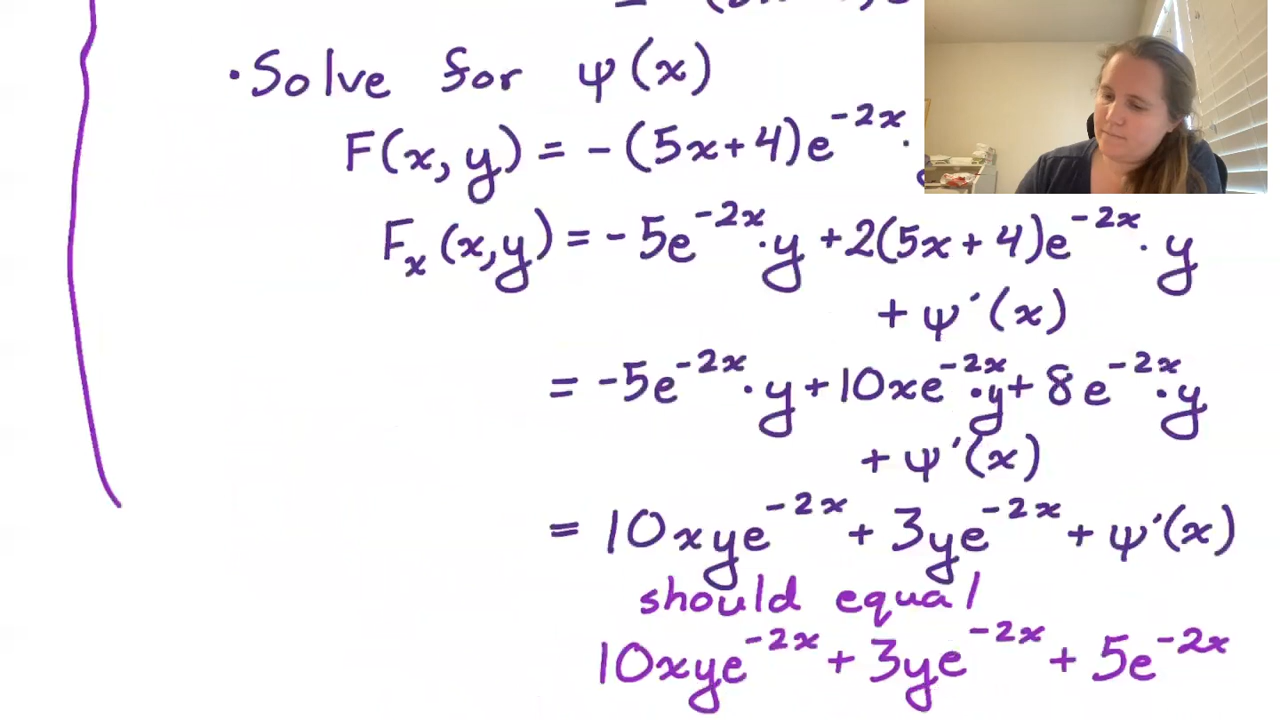 • Solve for ψ(x)
F(x,y) = -(5x+4)e^{-2x} ·
F_x(x,y) = -5e^{-2x}·y + 2(5x+4)e^{-2x}·y
+ ψ'(x)
= -5e^{-2x}·y + 10xe^{-2x}·y + 8e^{-2x}·y
+ ψ'(x)
= 10xye^{-2x} + 3ye^{-2x} + ψ'(x)
should equal
10xye^{-2x} + 3ye^{-2x} + 5e^{-2x}